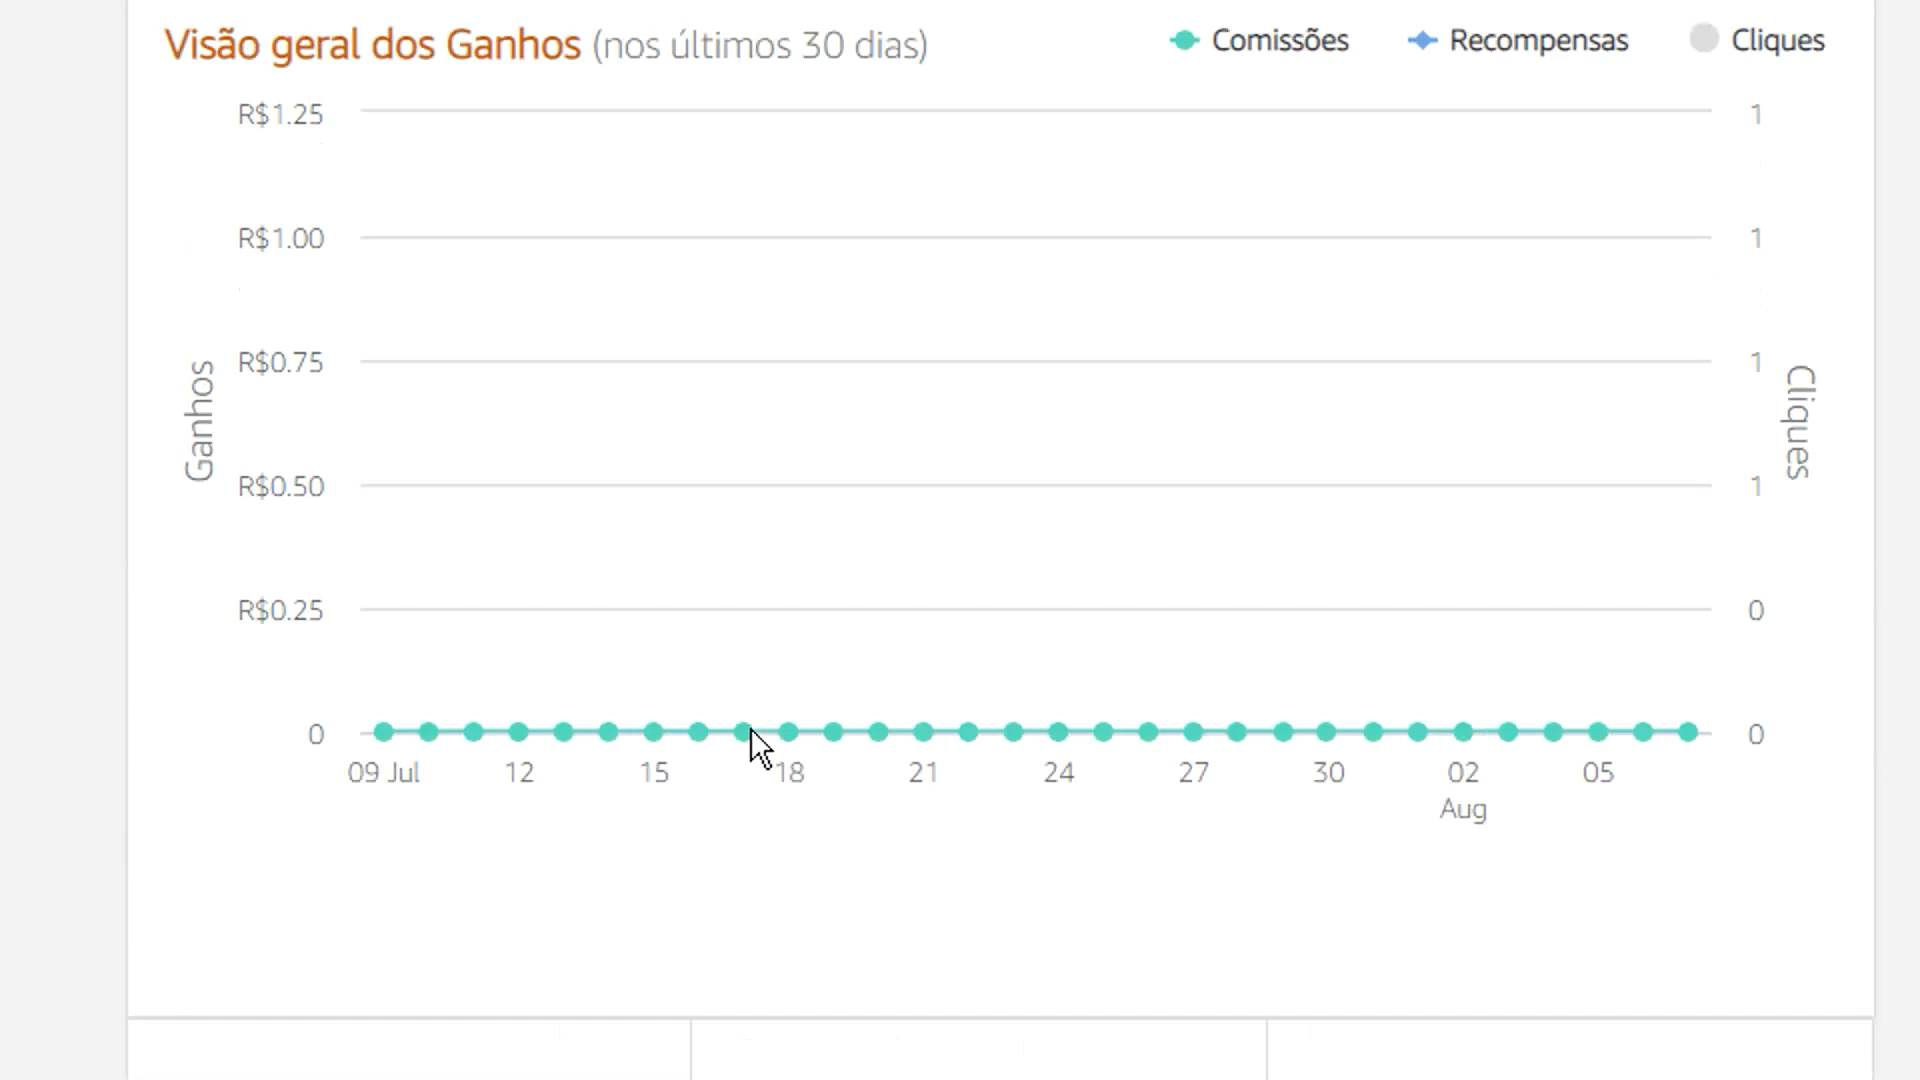 Visão geral dos Ganhos (nos últimos 30 dias)
Comissões Recompensas Cliques
R$1.25 1
R$1.00 1
R$0.75 1
Ganhos
Cliques
R$0.50 1
R$0.25 0
0 0
09 Jul 12 15 18 21 24 27 30 02 05
Aug